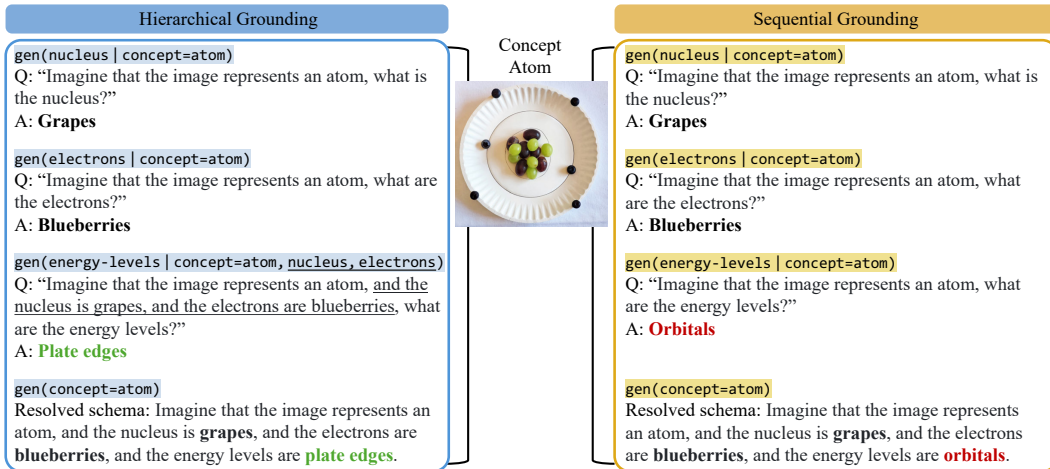 Hierarchical Grounding
gen(nucleus | concept=atom)
Q: “Imagine that the image represents an atom, what is
the nucleus?”
A: Grapes
gen(electrons | concept=atom)
Q: “Imagine that the image represents an atom, what are
the electrons?”
A: Blueberries
gen(energy-levels | concept=atom, nucleus, electrons)
Q: “Imagine that the image represents an atom, and the
nucleus is grapes, and the electrons are blueberries, what
are the energy levels?”
A: Plate edges
gen(concept=atom)
Resolved schema: Imagine that the image represents an
atom, and the nucleus is grapes, and the electrons are
blueberries, and the energy levels are plate edges.
Concept
Atom
Sequential Grounding
gen(nucleus | concept=atom)
Q: “Imagine that the image represents an atom, what is
the nucleus?”
A: Grapes
gen(electrons | concept=atom)
Q: “Imagine that the image represents an atom, what
are the electrons?”
A: Blueberries
gen(energy-levels | concept=atom)
Q: “Imagine that the image represents an atom, what
are the energy levels?”
A: Orbitals
gen(concept=atom)
Resolved schema: Imagine that the image represents
an atom, and the nucleus is grapes, and the electrons
are blueberries, and the energy levels are orbitals.